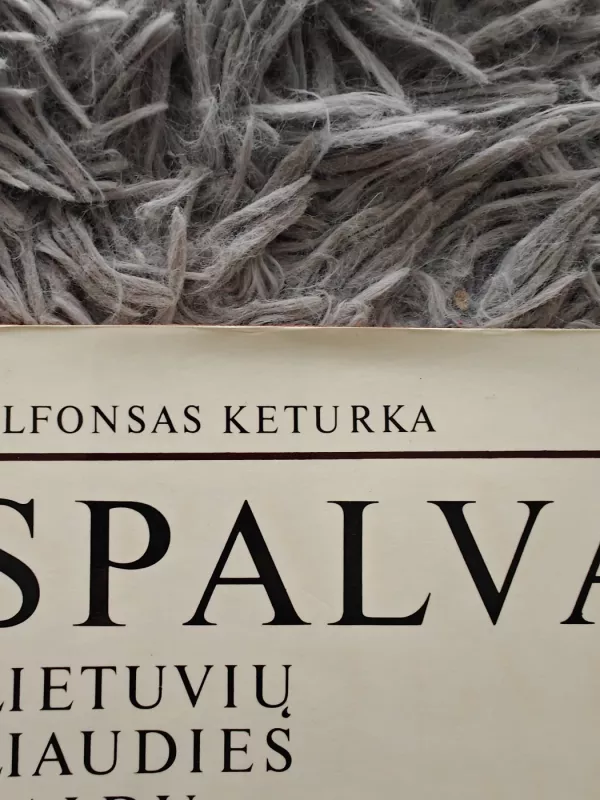 LFONSAS KETURKA
SPALVA
LIETUVIŲ
LIAUDIES